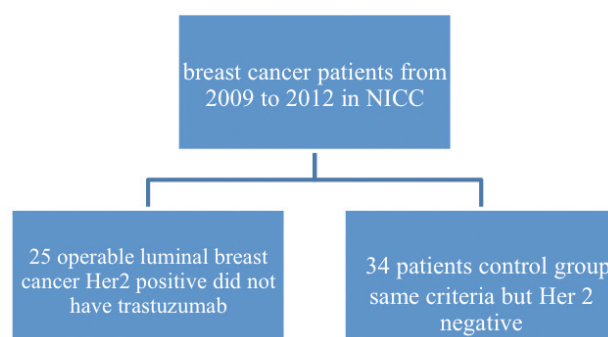 breast cancer patients from
2009 to 2012 in NICC
25 operable luminal breast
cancer Her2 positive did not
have trastuzumab
34 patients control group
same criteria but Her 2
negative